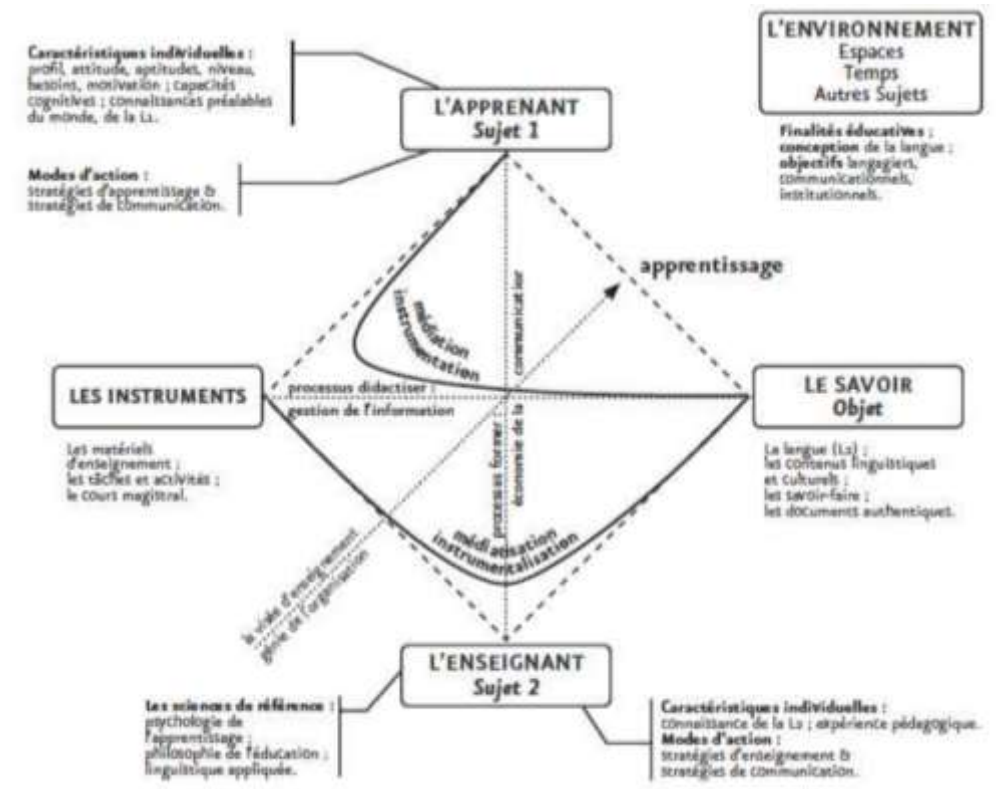 Caractéristiques individuelles :
profil, attitude, aptitudes, niveau,
besoins, motivation ; capacités
cognitives ; connaissances préalables
du monde, de la L1.
Modes d'action :
stratégies d'apprentissage &
stratégies de communication.
L'APPRENANT
Sujet 1
L'ENVIRONNEMENT
Espaces
Temps
Autres Sujets
Finalités éducatives ;
conception de la langue ;
objectifs langagiers,
communicationnels,
institutionnels.
apprentissage
médiation
instrumentation
communication
LES INSTRUMENTS
processus didactiser :
gestion de l'information
LE SAVOIR
Objet
Les matériels
d'enseignement ;
les tâches et activités ;
le cours magistral.
processus former :
économie de la
La langue (L2) ;
les contenus linguistiques
et culturels ;
les savoir-faire ;
les documents authentiques.
médiatisation
instrumentalisation
la visée d'enseignement
génie de l'organisation
L'ENSEIGNANT
Sujet 2
Les sciences de référence :
psychologie de
l'apprentissage ;
philosophie de l'éducation ;
linguistique appliquée.
Caractéristiques individuelles :
connaissance de la L2 ; expérience pédagogique.
Modes d'action :
stratégies d'enseignement &
stratégies de communication.